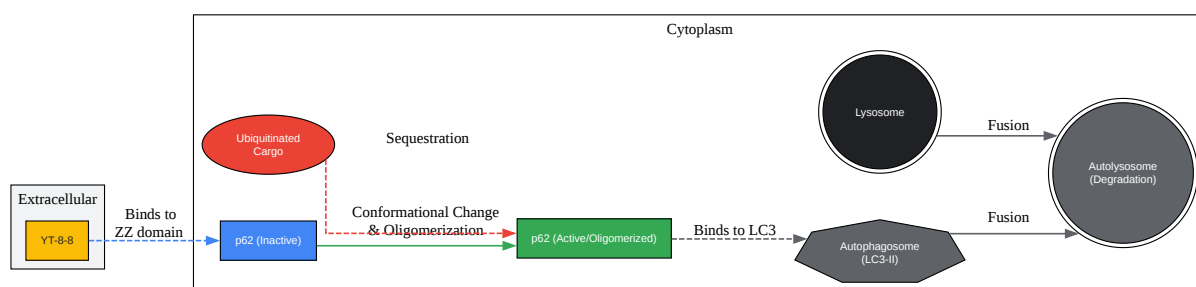 Cytoplasm
Lysosome
Ubiquitinated
Cargo
Sequestration
Fusion
Autolysosome
(Degradation)
Extracellular
YT-8-8
Binds to
ZZ domain
p62 (Inactive)
Conformational Change
& Oligomerization
p62 (Active/Oligomerized)
Binds to LC3
Autophagosome
(LC3-II)
Fusion